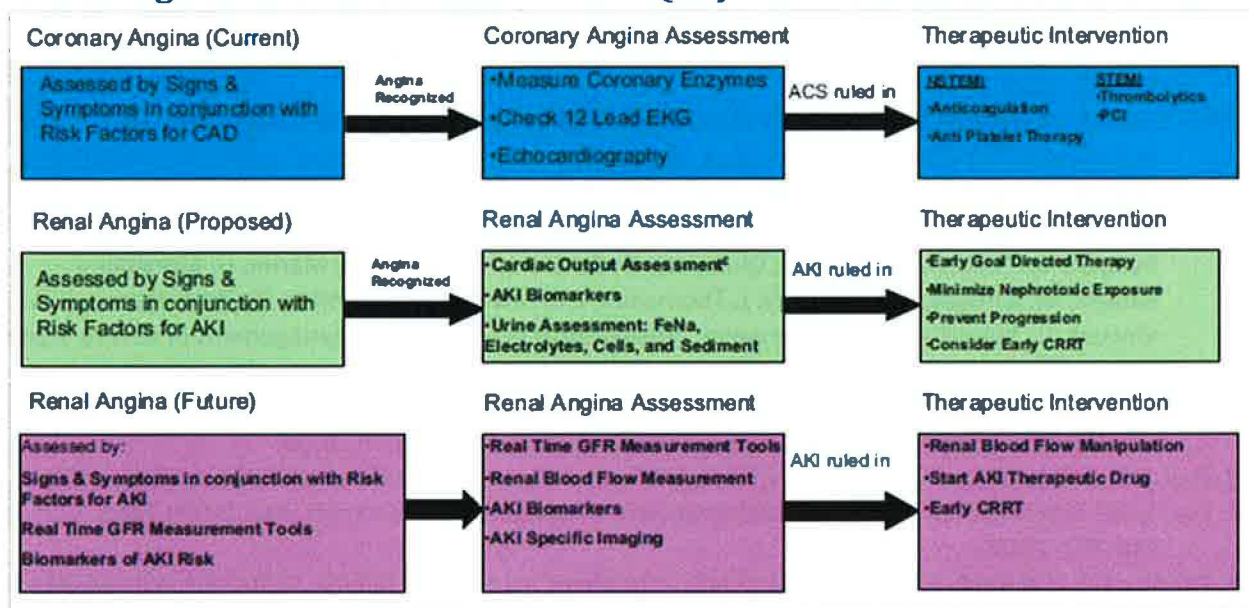 Coronary Angina (Current)
Assessed by Signs &
Symptoms in conjunction with
Risk Factors for CAD
Angina
Recognized
Coronary Angina Assessment
•Measure Coronary Enzymes
•Check 12 Lead EKG
•Echocardiography
ACS ruled in
Therapeutic Intervention
NSTEMI
•Anticoagulation
•Anti Platelet Therapy
STEMI
•Thrombolytics
•PCI
Renal Angina (Proposed)
Assessed by Signs &
Symptoms in conjunction with
Risk Factors for AKI
Angina
Recognized
Renal Angina Assessment
•Cardiac Output Assessment
•AKI Biomarkers
•Urine Assessment: FeNa,
Electrolytes, Cells, and Sediment
AKI ruled in
Therapeutic Intervention
•Early Goal Directed Therapy
•Minimize Nephrotoxic Exposure
•Prevent Progression
•Consider Early CRRT
Renal Angina (Future)
Assessed by:
Signs & Symptoms in conjunction with Risk
Factors for AKI
Real Time GFR Measurement Tools
Biomarkers of AKI Risk
Renal Angina Assessment
•Real Time GFR Measurement Tools
•Renal Blood Flow Measurement
•AKI Biomarkers
•AKI Specific Imaging
AKI ruled in
Therapeutic Intervention
•Renal Blood Flow Manipulation
•Start AKI Therapeutic Drug
•Early CRRT